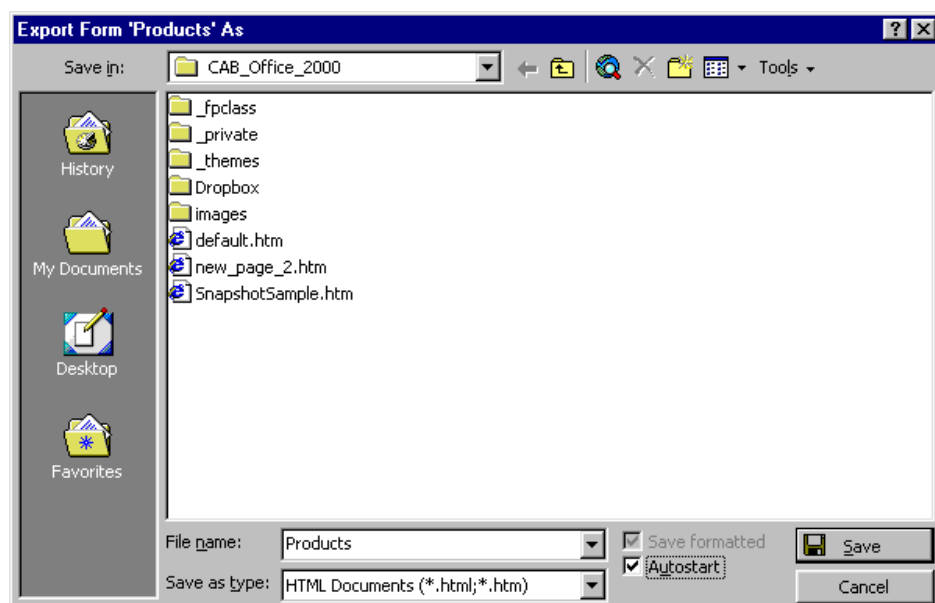 Export Form 'Products' As
Save in:
CAB_Office_2000
Tools
_fpclass
_private
_themes
Dropbox
images
default.htm
new_page_2.htm
SnapshotSample.htm
History
My Documents
Desktop
Favorites
File name:
Products
Save formatted
Save
Save as type:
HTML Documents (*.html;*.htm)
Autostart
Cancel